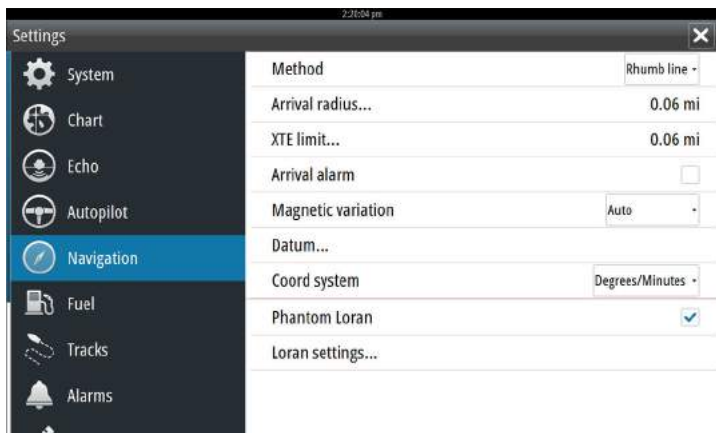 2:20:04 pm
Settings
System
Chart
Echo
Autopilot
Navigation
Fuel
Tracks
Alarms
Method Rhumb line
Arrival radius... 0.06 mi
XTE limit... 0.06 mi
Arrival alarm
Magnetic variation Auto
Datum...
Coord system Degrees/Minutes
Phantom Loran
Loran settings...